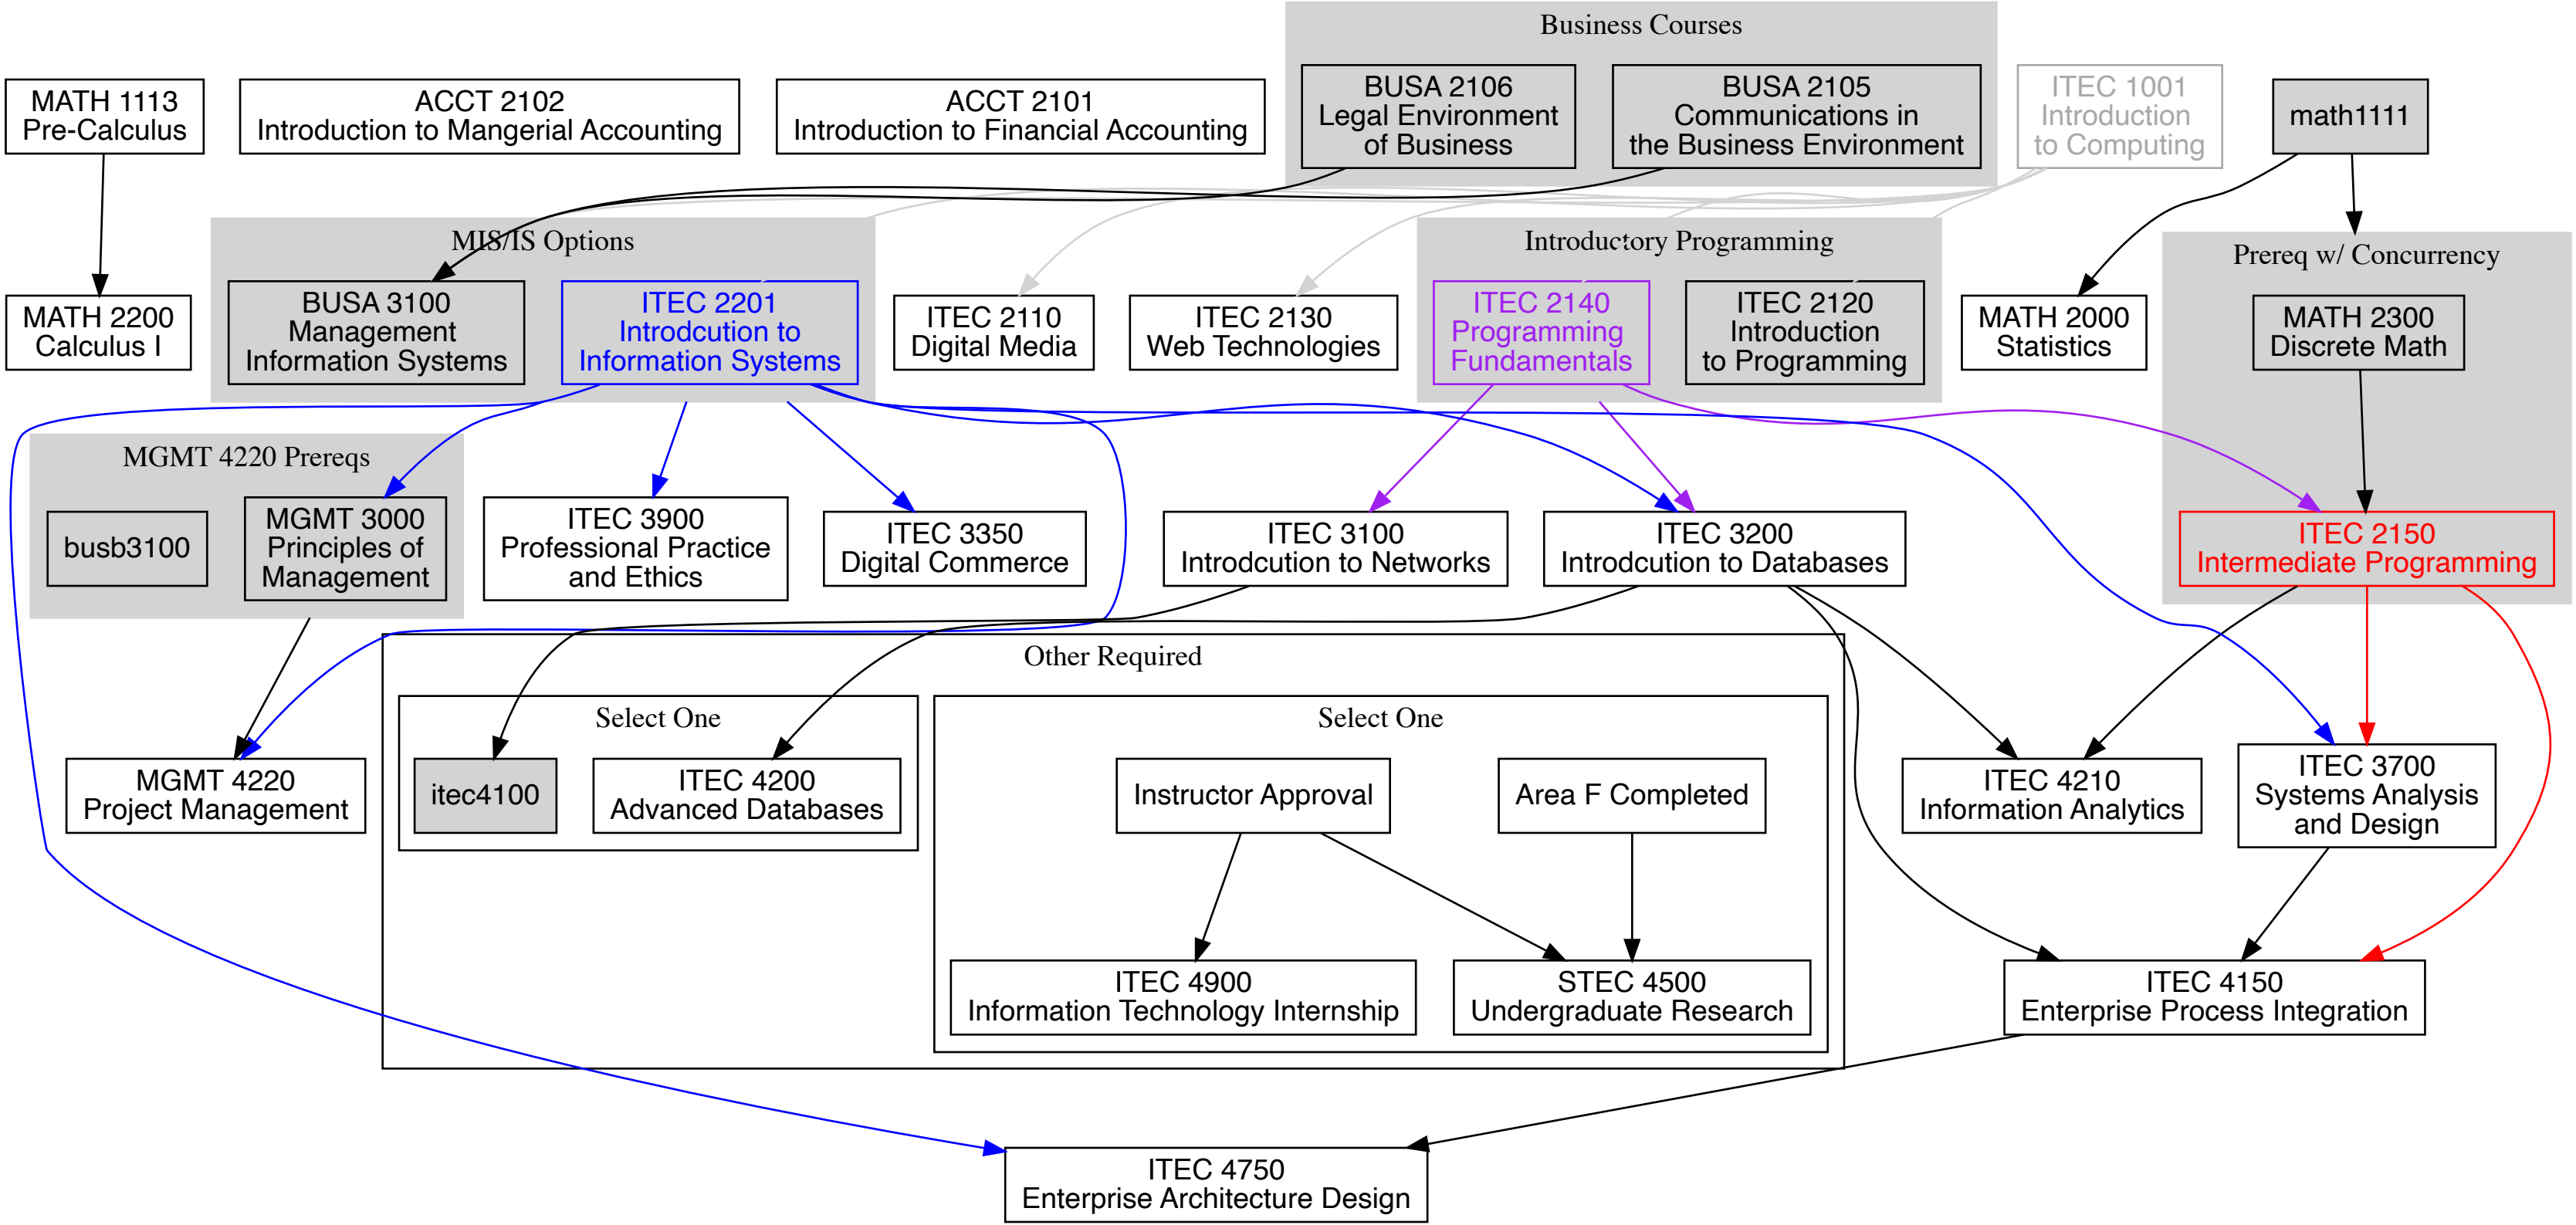 Business Courses
MATH 1113
Pre-Calculus
ACCT 2102
Introduction to Mangerial Accounting
ACCT 2101
Introduction to Financial Accounting
BUSA 2106
Legal Environment
of Business
BUSA 2105
Communications in
the Business Environment
ITEC 1001
Introduction
to Computing
math1111
MIS/IS Options
Introductory Programming
Prereq w/ Concurrency
MATH 2200
Calculus I
BUSA 3100
Management
Information Systems
ITEC 2201
Introdcution to
Information Systems
ITEC 2110
Digital Media
ITEC 2130
Web Technologies
ITEC 2140
Programming
Fundamentals
ITEC 2120
Introduction
to Programming
MATH 2000
Statistics
MATH 2300
Discrete Math
MGMT 4220 Prereqs
busb3100
MGMT 3000
Principles of
Management
ITEC 3900
Professional Practice
and Ethics
ITEC 3350
Digital Commerce
ITEC 3100
Introdcution to Networks
ITEC 3200
Introdcution to Databases
ITEC 2150
Intermediate Programming
Other Required
Select One
Select One
MGMT 4220
Project Management
itec4100
ITEC 4200
Advanced Databases
Instructor Approval
Area F Completed
ITEC 4210
Information Analytics
ITEC 3700
Systems Analysis
and Design
ITEC 4900
Information Technology Internship
STEC 4500
Undergraduate Research
ITEC 4150
Enterprise Process Integration
ITEC 4750
Enterprise Architecture Design